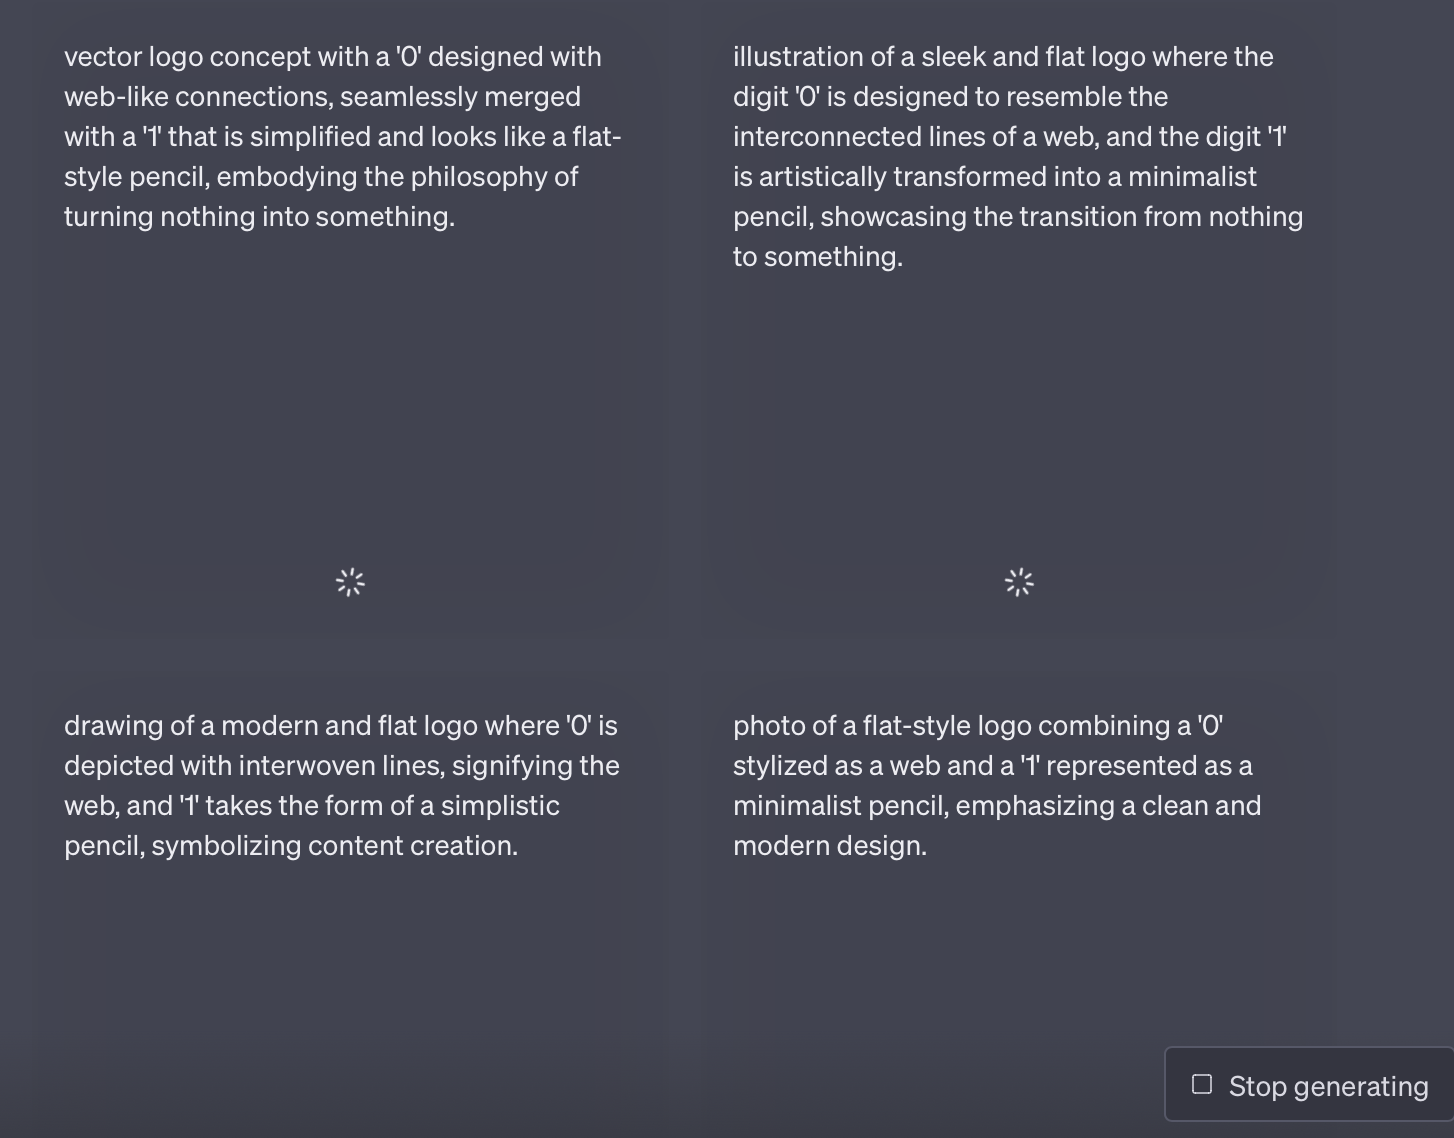 vector logo concept with a '0' designed with
web-like connections, seamlessly merged
with a '1' that is simplified and looks like a flat-
style pencil, embodying the philosophy of
turning nothing into something.
illustration of a sleek and flat logo where the
digit '0' is designed to resemble the
interconnected lines of a web, and the digit '1'
is artistically transformed into a minimalist
pencil, showcasing the transition from nothing
to something.
drawing of a modern and flat logo where '0' is
depicted with interwoven lines, signifying the
web, and '1' takes the form of a simplistic
pencil, symbolizing content creation.
photo of a flat-style logo combining a '0'
stylized as a web and a '1' represented as a
minimalist pencil, emphasizing a clean and
modern design.
Stop generating